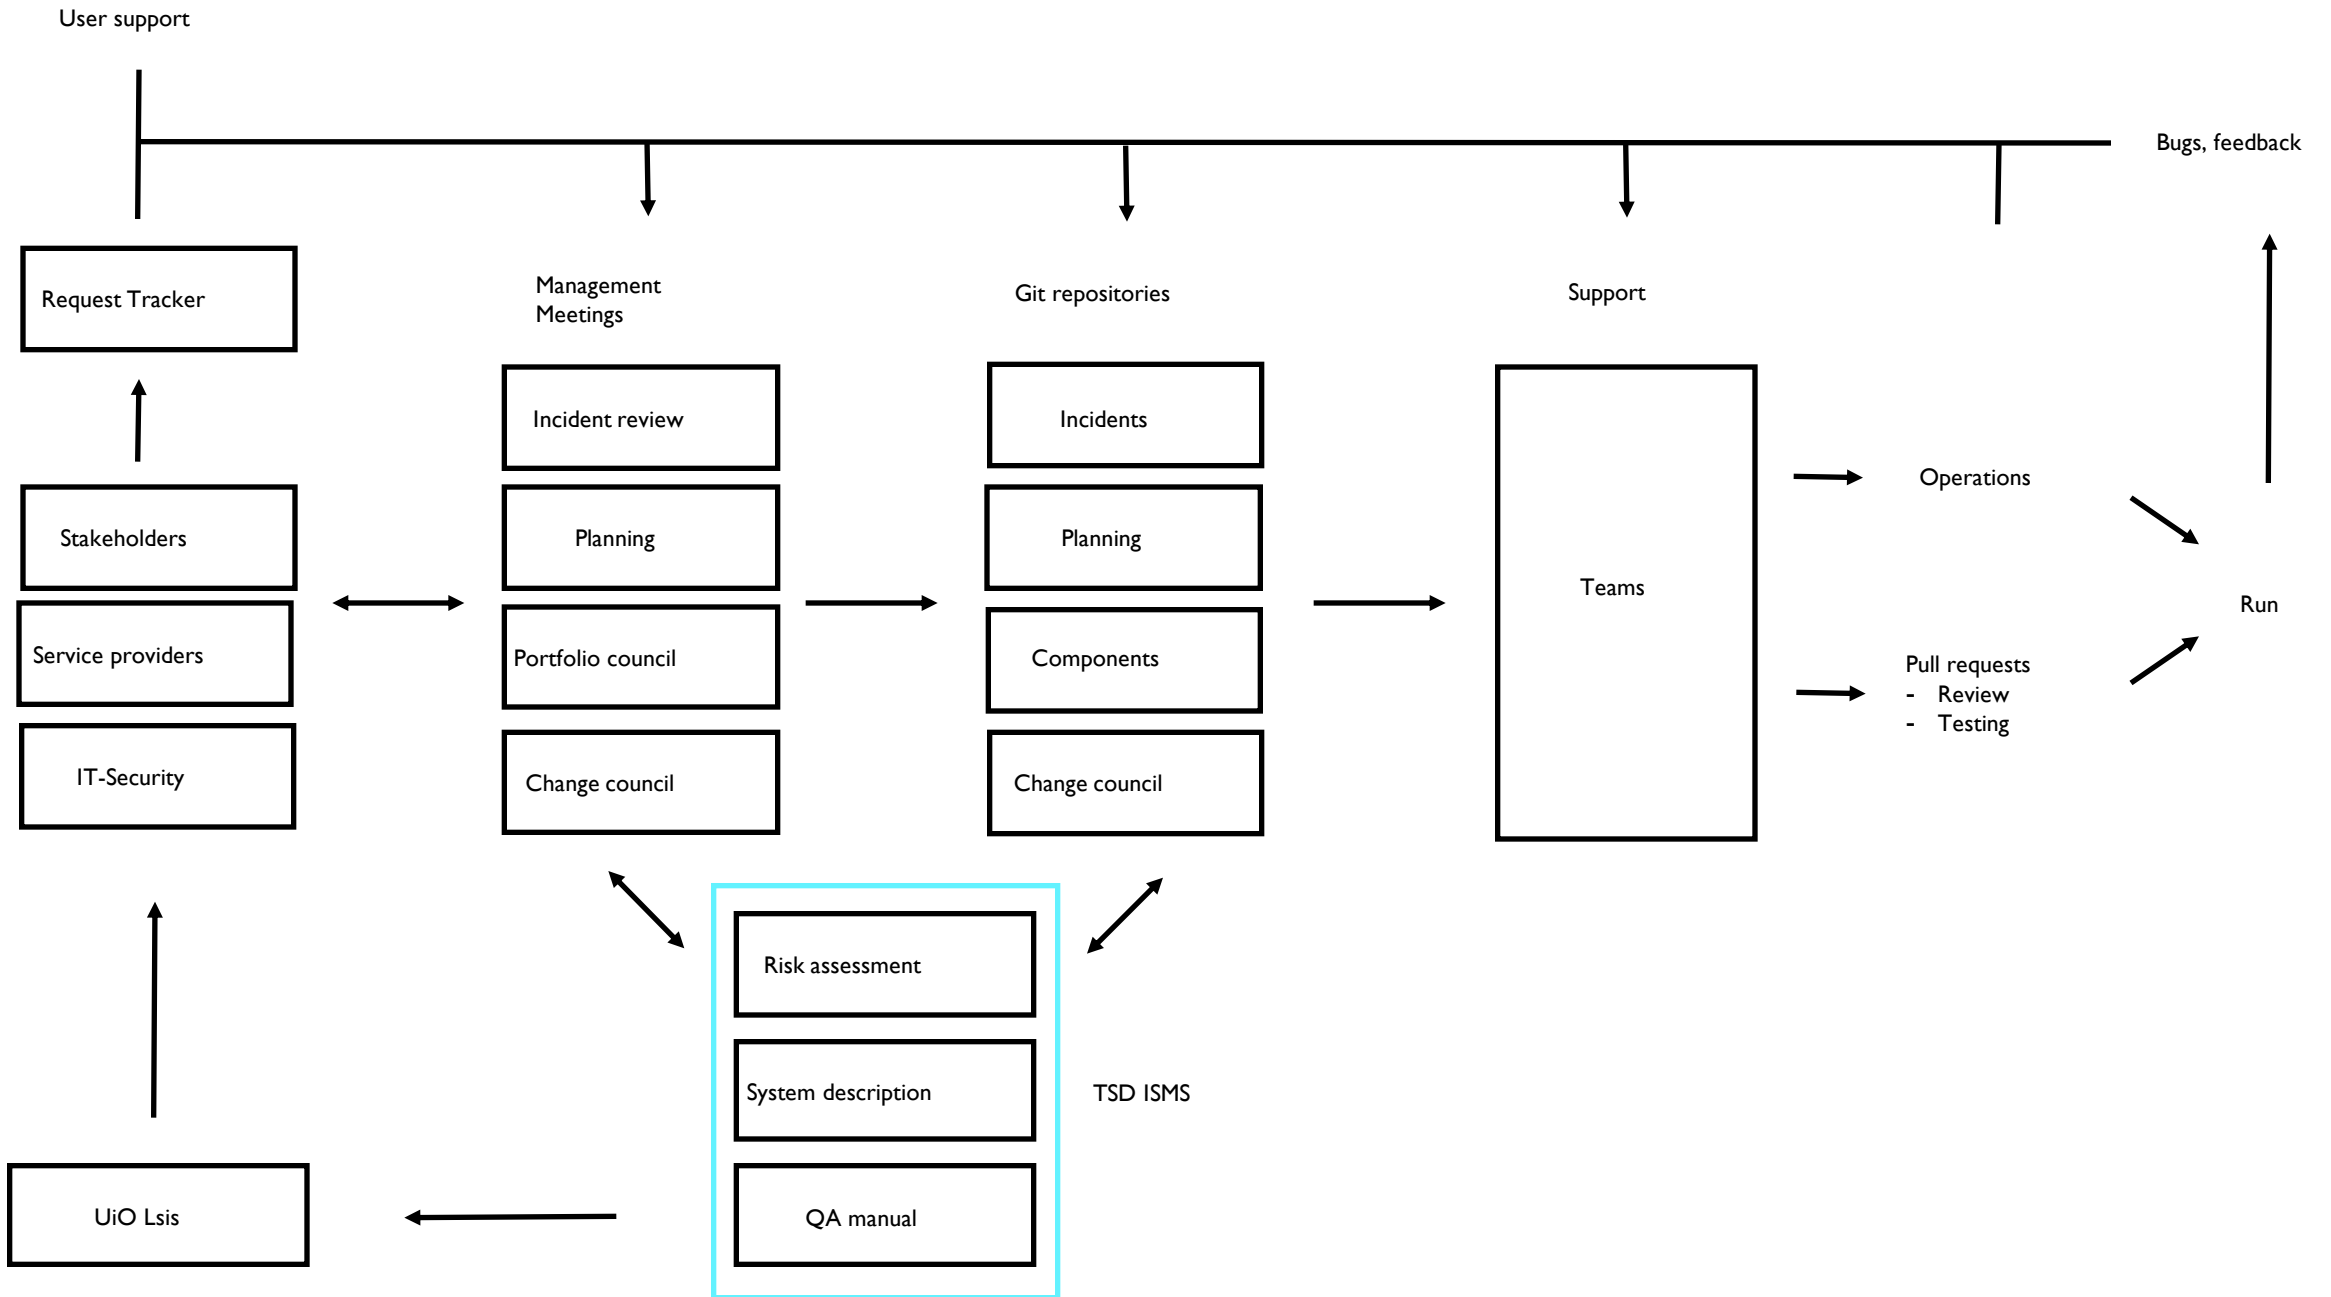 User support
Bugs, feedback
Request Tracker
Management
Meetings
Git repositories
Support
Incident review
Incidents
Stakeholders
Planning
Planning
Teams
Operations
Service providers
Portfolio council
Components
Run
Pull requests
- Review
- Testing
IT-Security
Change council
Change council
Risk assessment
System description
TSD ISMS
UiO Lsis
QA manual